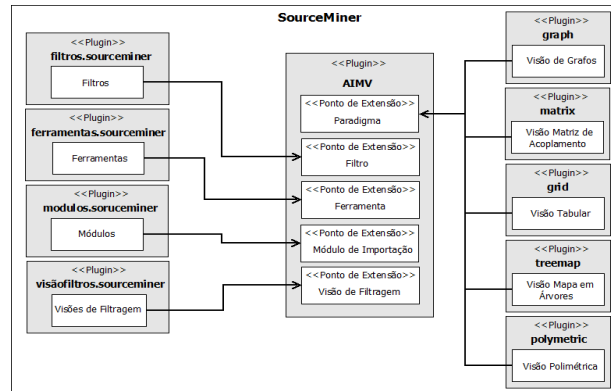 SourceMiner
<<Plugin>>
filtros.sourceminer
Filtros
<<Plugin>>
ferramentas.sourceminer
Ferramentas
<<Plugin>>
modulos.soruceminer
Módulos
<<Plugin>>
visãofiltros.sourceminer
Visões de Filtragem
<<Plugin>>
AIMV
<<Ponto de Extensão>>
Paradigma
<<Ponto de Extensão>>
Filtro
<<Ponto de Extensão>>
Ferramenta
<<Ponto de Extensão>>
Módulo de Importação
<<Ponto de Extensão>>
Visão de Filtragem
<<Plugin>>
graph
Visão de Grafos
<<Plugin>>
matrix
Visão Matriz de
Acoplamento
<<Plugin>>
grid
Visão Tabular
<<Plugin>>
treemap
Visão Mapa em
Árvores
<<Plugin>>
polymetric
Visão Polimétrica